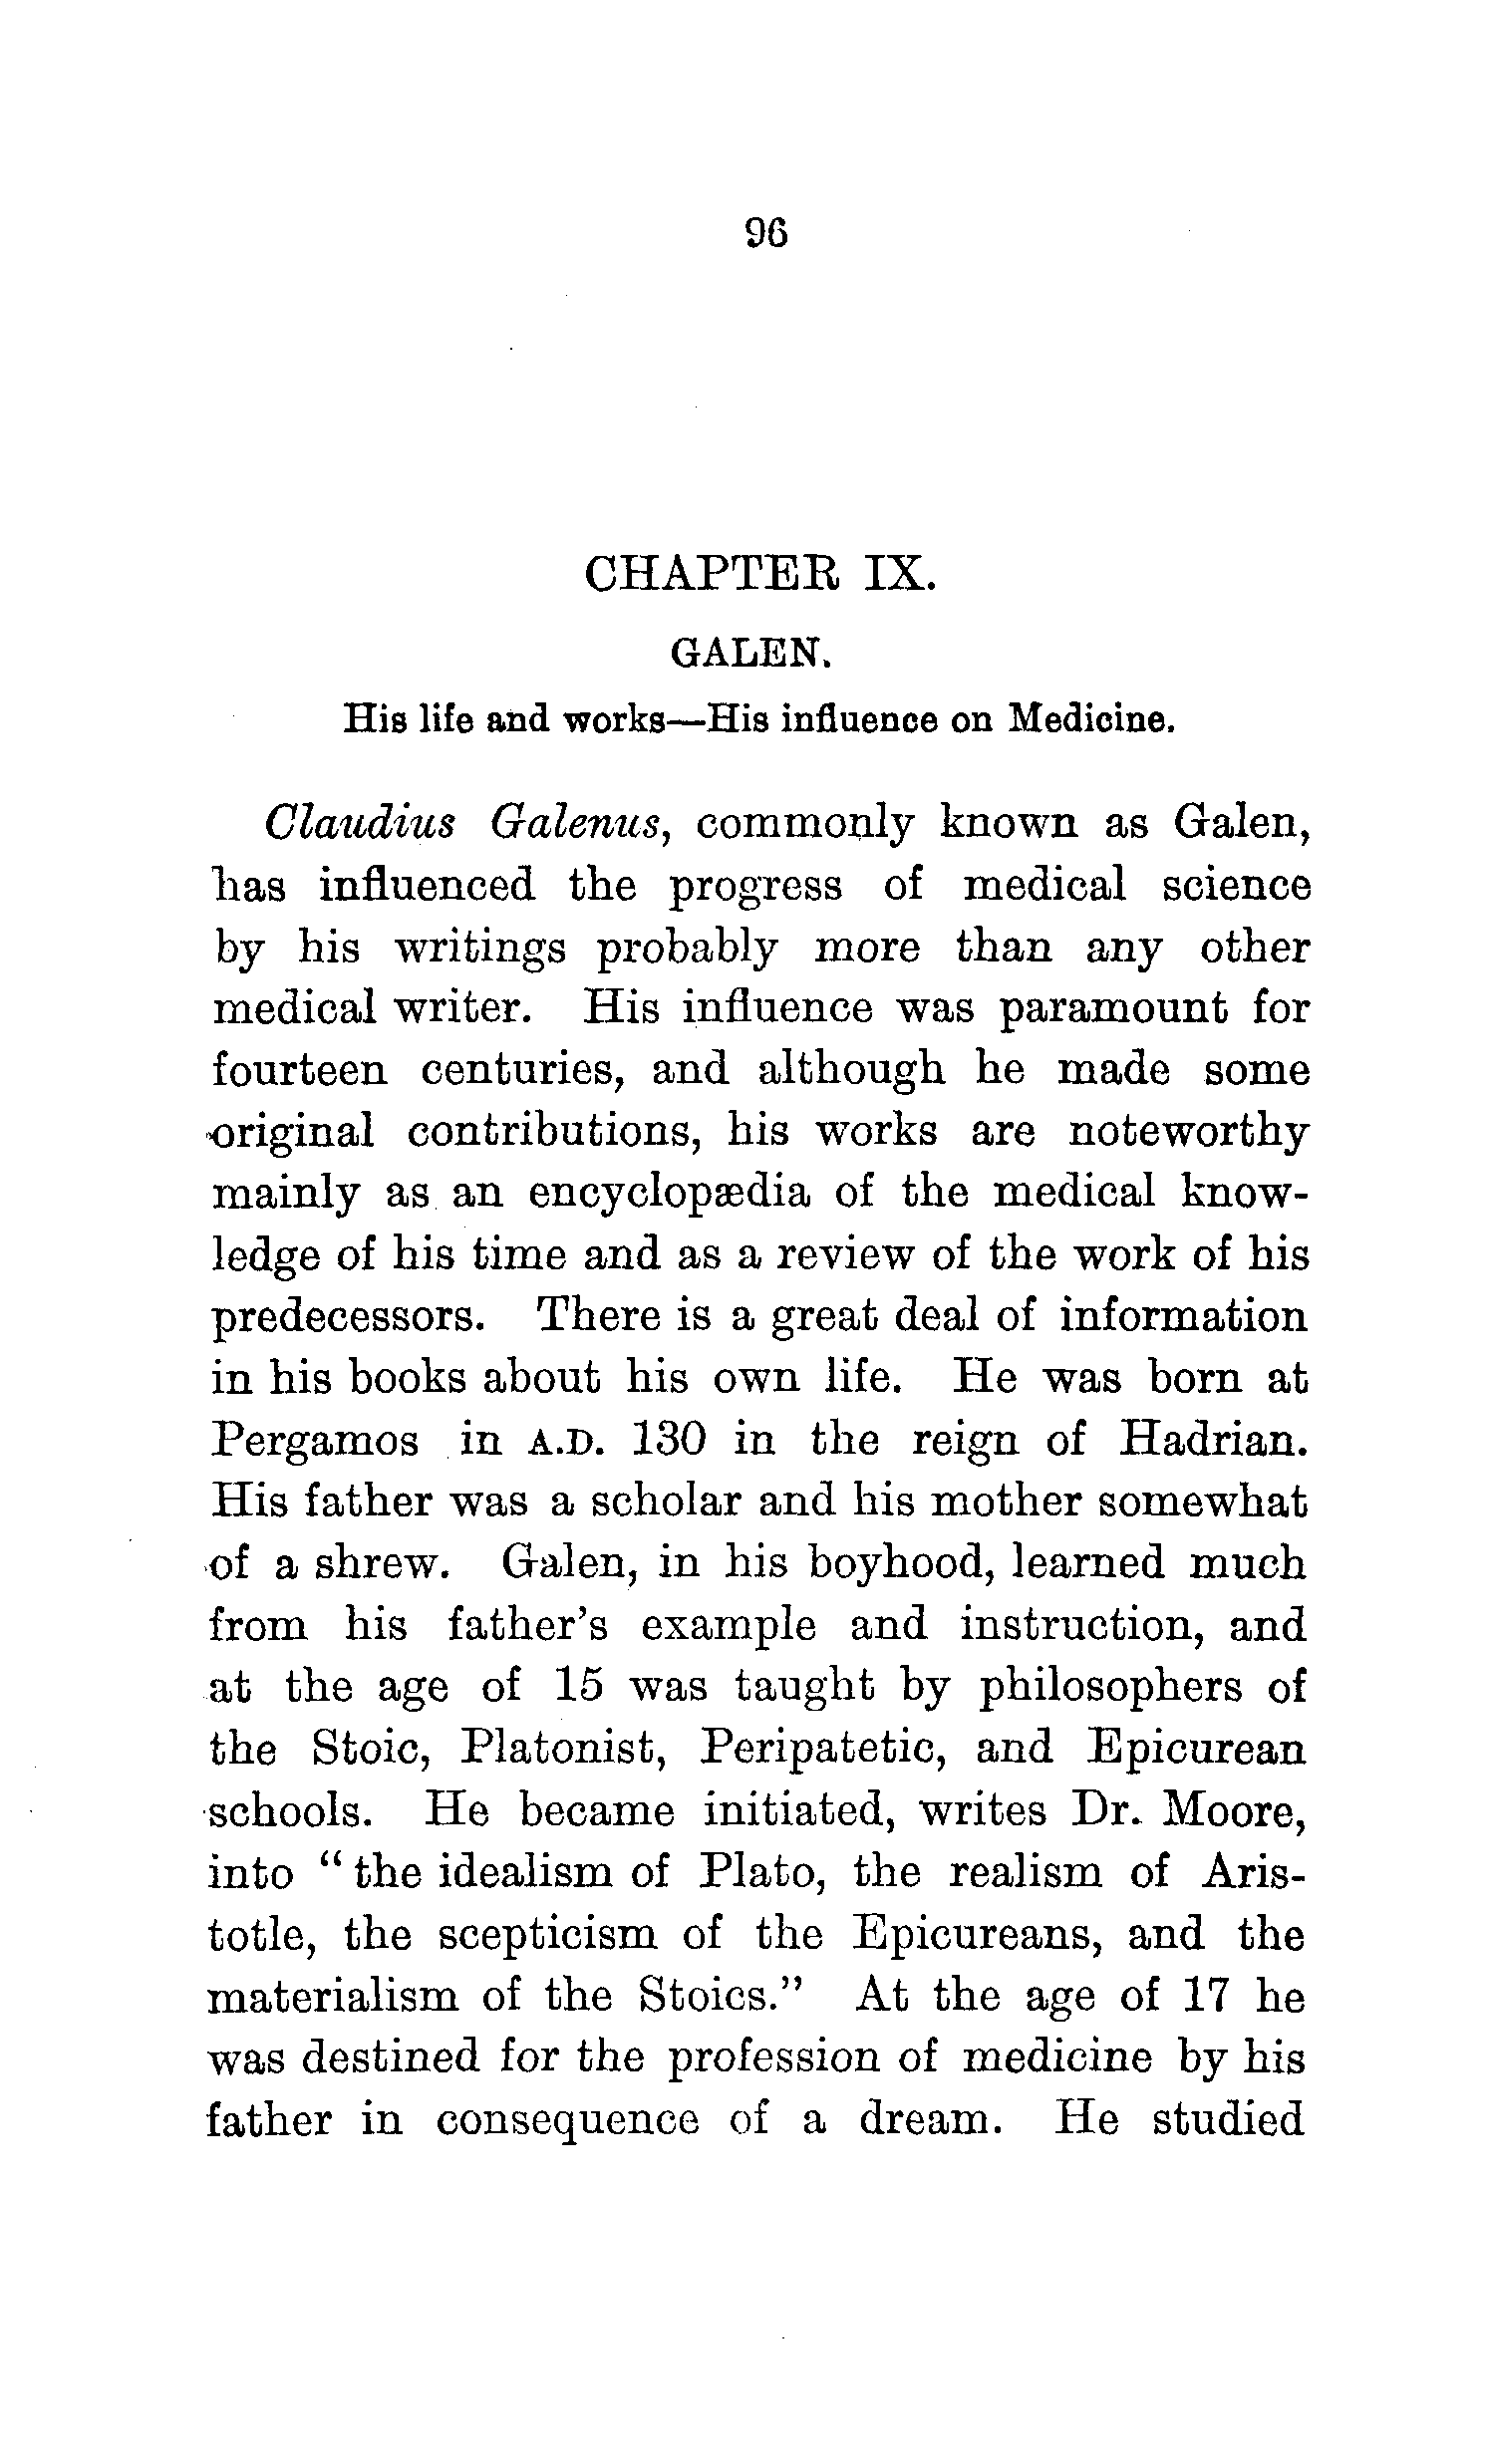 96
CHAPTER IX.
GALEN.
His life and works—His influence on Medicine.
Claudius Galenus, commonly known as Galen,
has influenced the progress of medical science
by his writings probably more than any other
medical writer. His influence was paramount for
fourteen centuries, and although he made some
original contributions, his works are noteworthy
mainly as an encyclopædia of the medical know-
ledge of his time and as a review of the work of his
predecessors. There is a great deal of information
in his books about his own life. He was born at
Pergamos in A.D. 130 in the reign of Hadrian.
His father was a scholar and his mother somewhat
of a shrew. Galen, in his boyhood, learned much
from his father's example and instruction, and
at the age of 15 was taught by philosophers of
the Stoic, Platonist, Peripatetic, and Epicurean
schools. He became initiated, writes Dr. Moore,
into "the idealism of Plato, the realism of Aris-
totle, the scepticism of the Epicureans, and the
materialism of the Stoics." At the age of 17 he
was destined for the profession of medicine by his
father in consequence of a dream. He studied